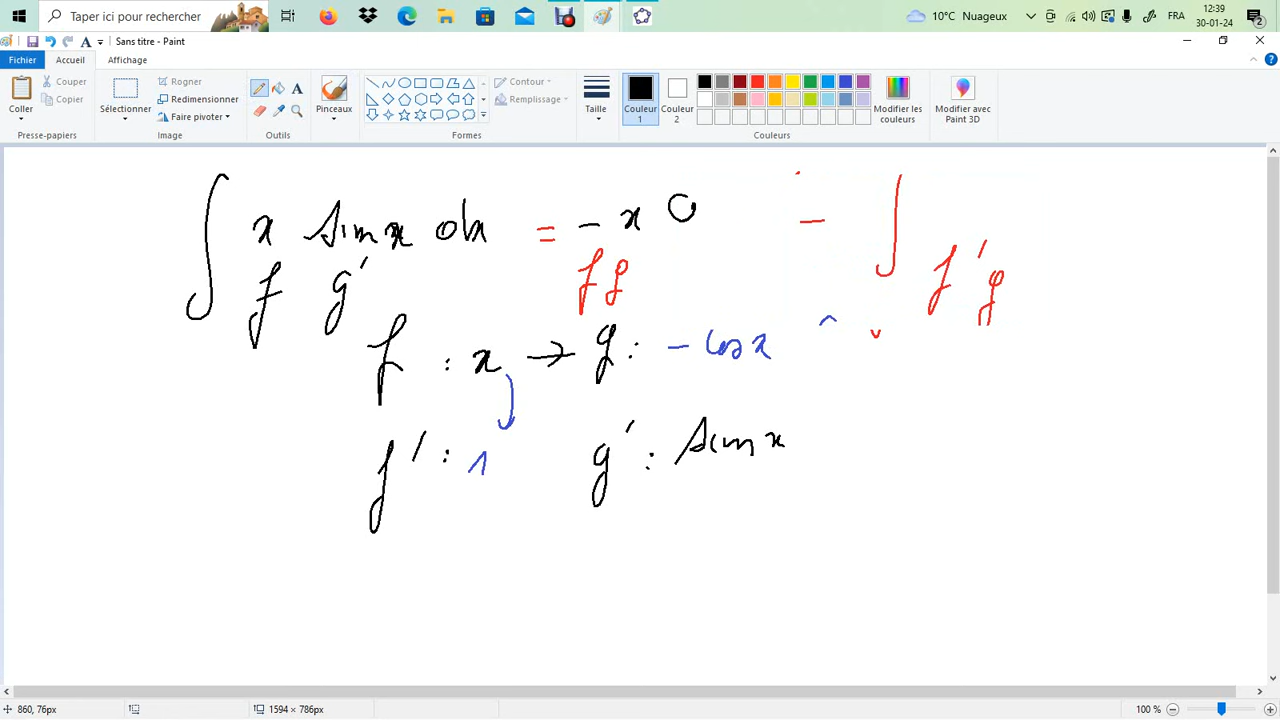 Taper ici pour rechercher
10°C Nuageux
FRA
12:39
30-01-24
2
Sans titre - Paint
Fichier Accueil Affichage
Coller
Couper
Copier
Presse-papiers
Sélectionner
Rogner
Redimensionner
Faire pivoter
Image
A
Outils
Pinceaux
Contour
Remplissage
Formes
Taille
Couleur 1
Couleur 2
Couleurs
Modifier les couleurs
Modifier avec Paint 3D
∫ x sin x dx = - x - ∫
f g' f g f' g
f : x → g : - cos x
f' : 1 g' : sin x
860, 76px
1594 × 786px
100 %